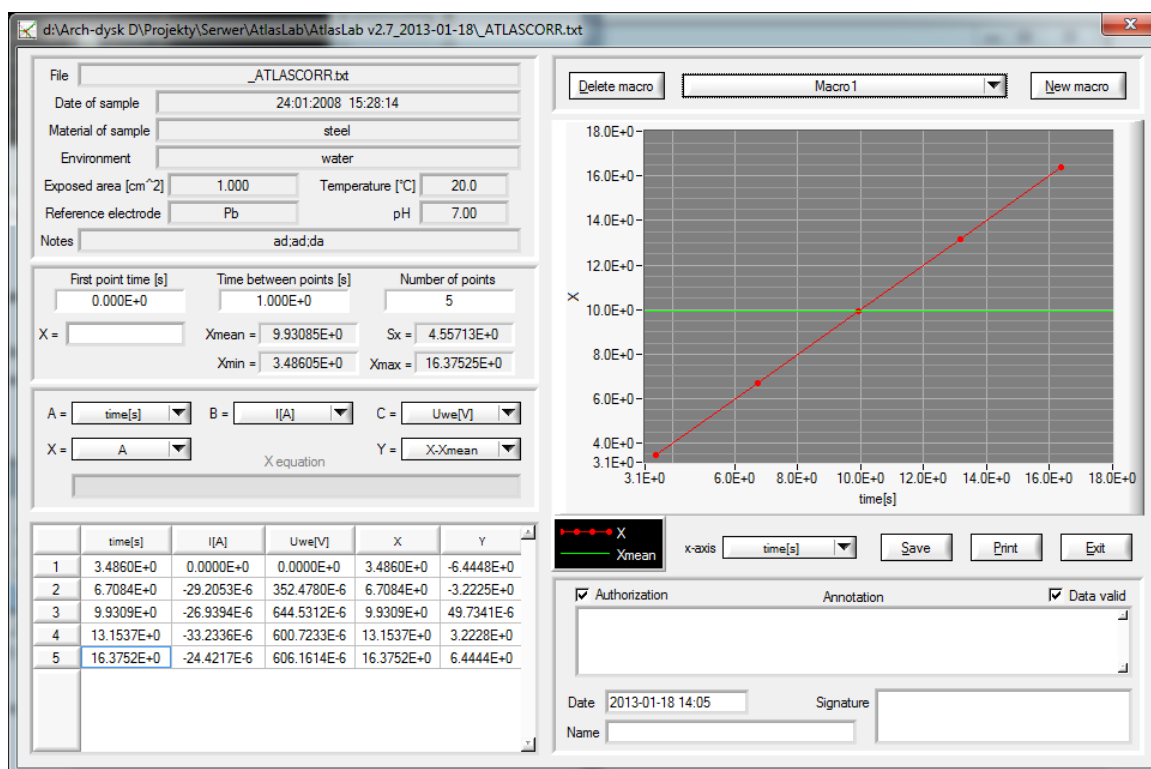 d:\Arch-dysk D\Projekty\Serwer\AtlasLab\AtlasLab v2.7_2013-01-18\_ATLASCORR.txt
File _ATLASCORR.txt
Date of sample 24:01:2008 15:28:14
Material of sample steel
Environment water
Exposed area [cm^2] 1.000 Temperature [°C] 20.0
Reference electrode Pb pH 7.00
Notes ad;ad;da
First point time [s] Time between points [s] Number of points
0.000E+0 1.000E+0 5
X = Xmean = 9.93085E+0 Sx = 4.55713E+0
Xmin = 3.48605E+0 Xmax = 16.37525E+0
A = time[s] B = I[A] C = Uwe[V]
X = A X equation Y = X-Xmean
time[s] I[A] Uwe[V] X Y
1 3.4860E+0 0.0000E+0 0.0000E+0 3.4860E+0 -6.4448E+0
2 6.7084E+0 -29.2053E-6 352.4780E-6 6.7084E+0 -3.2225E+0
3 9.9309E+0 -26.9394E-6 644.5312E-6 9.9309E+0 49.7341E-6
4 13.1537E+0 -33.2336E-6 600.7233E-6 13.1537E+0 3.2228E+0
5 16.3752E+0 -24.4217E-6 606.1614E-6 16.3752E+0 6.4444E+0
Delete macro Macro1 New macro
18.0E+0
16.0E+0
14.0E+0
12.0E+0
X
10.0E+0
8.0E+0
6.0E+0
4.0E+0
3.1E+0
3.1E+0 6.0E+0 8.0E+0 10.0E+0 12.0E+0 14.0E+0 16.0E+0 18.0E+0
time[s]
X
Xmean
x-axis time[s] Save Print Exit
Authorization Annotation Data valid
Date 2013-01-18 14:05 Signature
Name